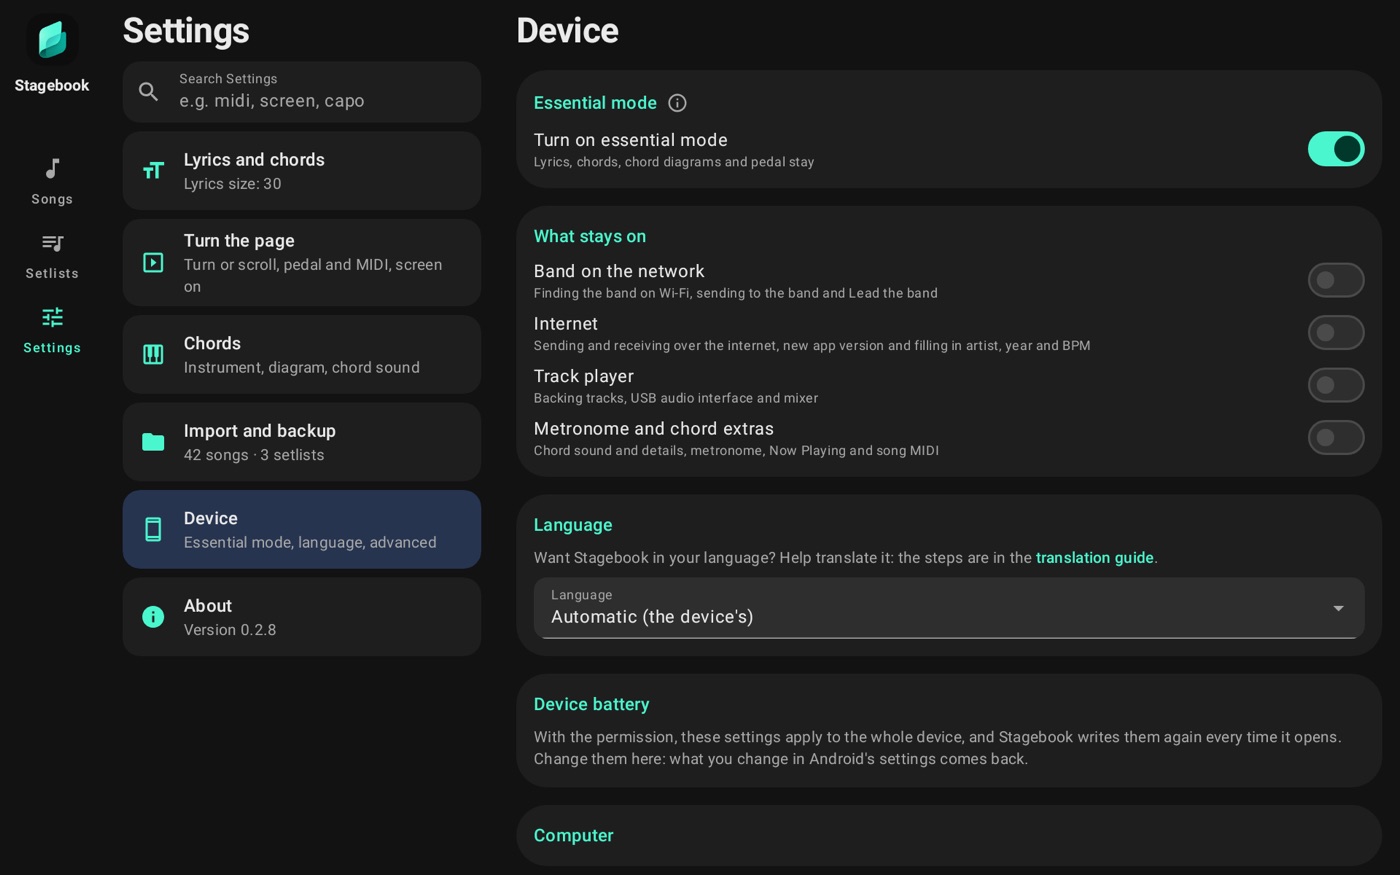 Stagebook
Songs
Setlists
Settings
Settings
Search Settings
e.g. midi, screen, capo
Lyrics and chords
Lyrics size: 30
Turn the page
Turn or scroll, pedal and MIDI, screen
on
Chords
Instrument, diagram, chord sound
Import and backup
42 songs · 3 setlists
Device
Essential mode, language, advanced
About
Version 0.2.8
Device
Essential mode
Turn on essential mode
Lyrics, chords, chord diagrams and pedal stay
What stays on
Band on the network
Finding the band on Wi-Fi, sending to the band and Lead the band
Internet
Sending and receiving over the internet, new app version and filling in artist, year and BPM
Track player
Backing tracks, USB audio interface and mixer
Metronome and chord extras
Chord sound and details, metronome, Now Playing and song MIDI
Language
Want Stagebook in your language? Help translate it: the steps are in the translation guide.
Language
Automatic (the device's)
Device battery
With the permission, these settings apply to the whole device, and Stagebook writes them again every time it opens.
Change them here: what you change in Android's settings comes back.
Computer